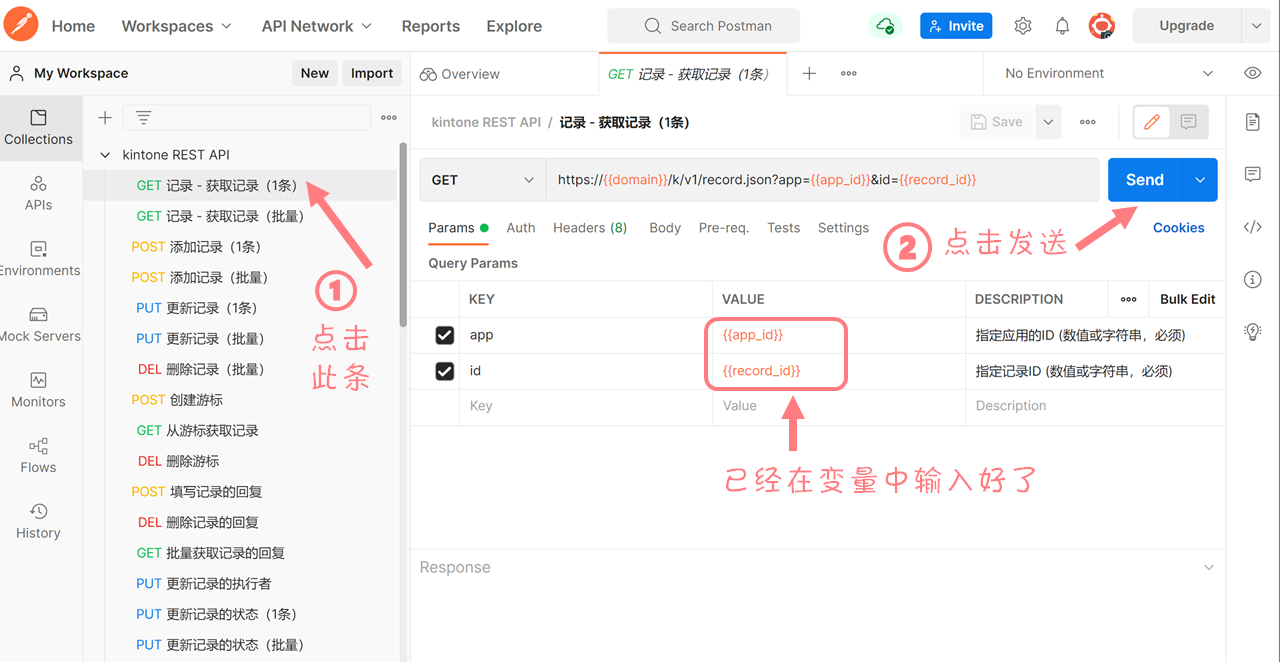 Home Workspaces API Network Reports Explore Search Postman Invite Upgrade
My Workspace New Import
Overview GET 记录 - 获取记录（1条） No Environment
Collections
APIs
Environments
Mock Servers
Monitors
Flows
History
kintone REST API
GET 记录 - 获取记录（1条）
GET 记录 - 获取记录（批量）
POST 添加记录（1条）
POST 添加记录（批量）
PUT 更新记录（1条）
PUT 更新记录（批量）
DEL 删除记录（批量）
POST 创建游标
GET 从游标获取记录
DEL 删除游标
POST 填写记录的回复
DEL 删除记录的回复
GET 批量获取记录的回复
PUT 更新记录的执行者
PUT 更新记录的状态（1条）
PUT 更新记录的状态（批量）
1
点击
此条
kintone REST API / 记录 - 获取记录（1条） Save
GET https://{{domain}}/k/v1/record.json?app={{app_id}}&id={{record_id}} Send
Params Auth Headers (8) Body Pre-req. Tests Settings Cookies
2 点击发送
Query Params
KEY VALUE DESCRIPTION Bulk Edit
app {{app_id}} 指定应用的ID (数值或字符串，必须)
id {{record_id}} 指定记录ID (数值或字符串，必须)
Key Value Description
已经在变量中输入好了
Response